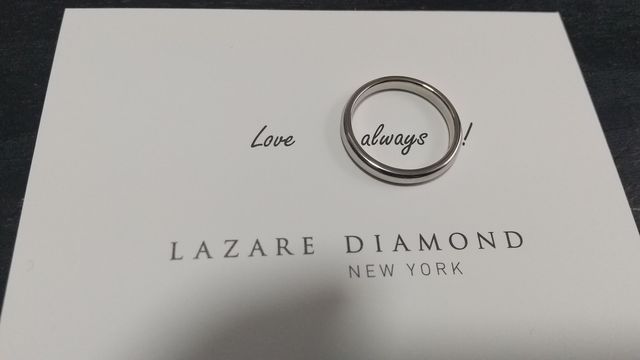 Love always!
LAZARE DIAMOND
NEW YORK